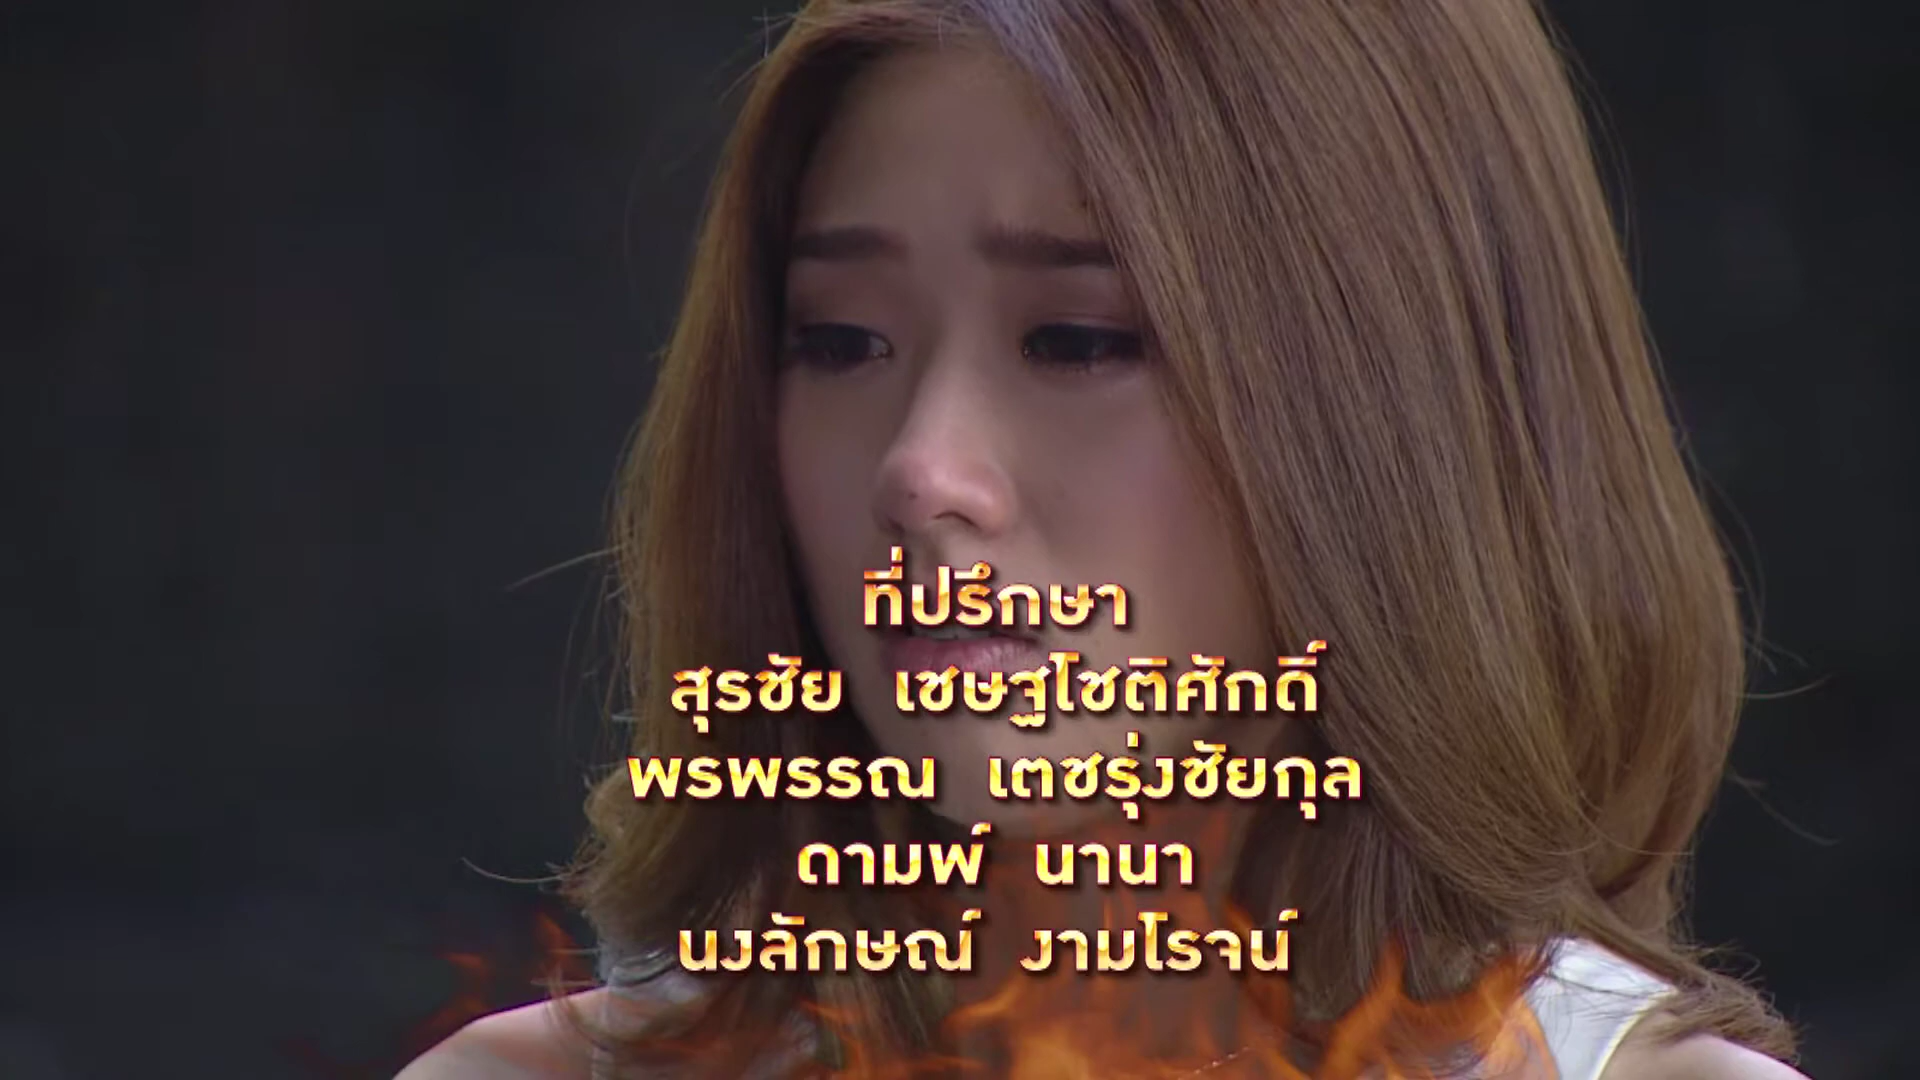 ที่ปรึกษา
สุรชัย เชษฐโชติศักดิ์
พรพรรณ เตชรุ่งชัยกุล
ดามพ์ นานา
นงลักษณ์ งามโรจน์